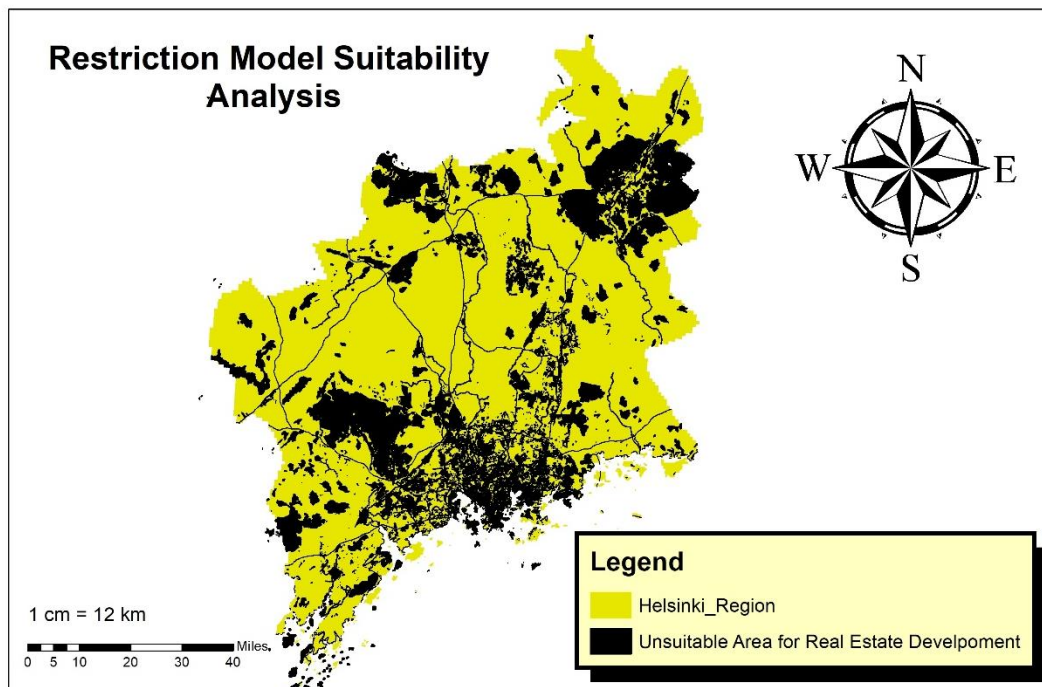 Restriction Model Suitability
Analysis
N
W
E
S
1 cm = 12 km
Miles
0 5 10 20 30 40
Legend
Helsinki_Region
Unsuitable Area for Real Estate Develpoment